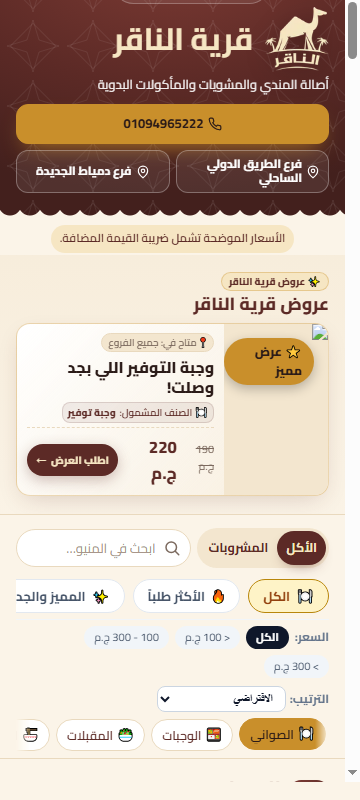 الناقر
قرية الناقر
أصالة المندي والمشويات والمأكولات البدوية
01094965222
فرع الطريق الدولي الساحلي
فرع دمياط الجديدة
الأسعار الموضحة تشمل ضريبة القيمة المضافة.
عروض قرية الناقر
عروض قرية الناقر
عرض مميز
متاح في: جميع الفروع
وجبة التوفير اللي بجد
وصلت!
الصنف المشمول: وجبة توفير
190 ج.م
220 ج.م
اطلب العرض ←
الأكل
المشروبات
ابحث في المنيو...
الكل
الأكثر طلباً
المميز والجد
السعر:
الكل
< 100 ج.م
100 - 300 ج.م
> 300 ج.م
الترتيب:
الافتراضي
الصواني
الوجبات
المقبلات